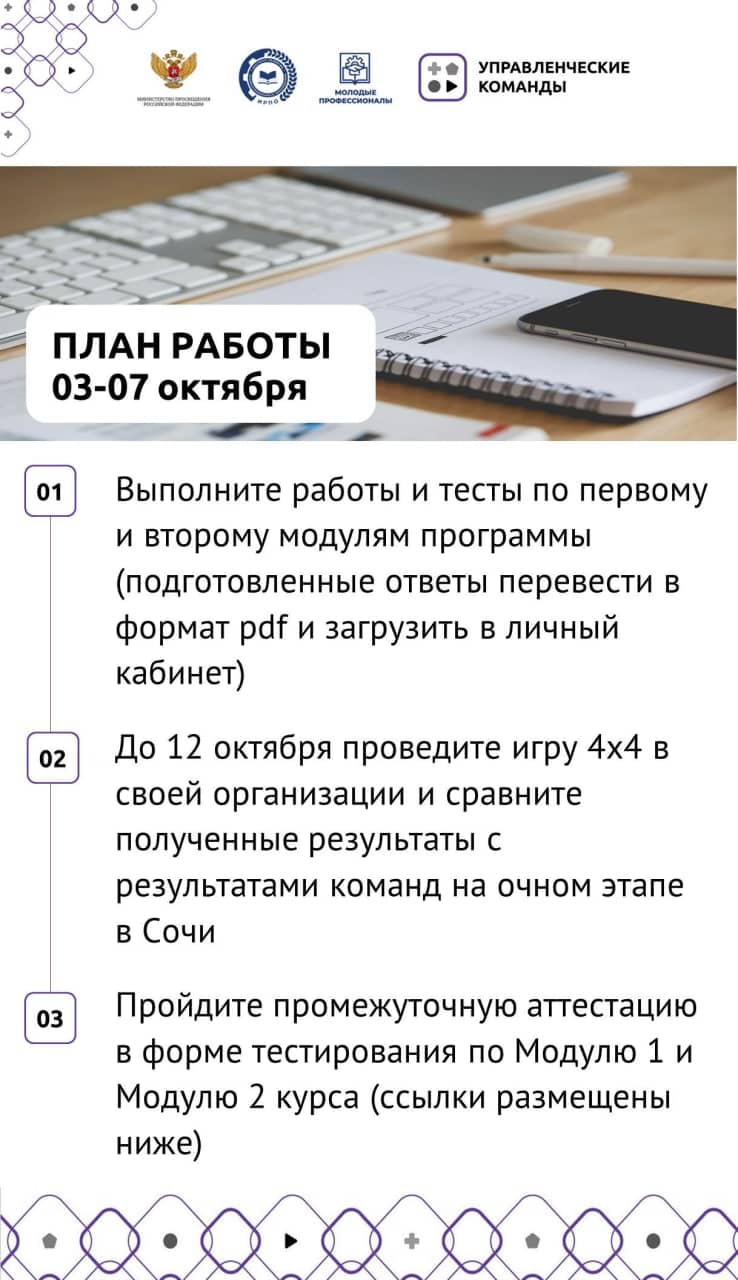 МИНИСТЕРСТВО ПРОСВЕЩЕНИЯ
РОССИЙСКОЙ ФЕДЕРАЦИИ
ИРПО
МОЛОДЫЕ
ПРОФЕССИОНАЛЫ
УПРАВЛЕНЧЕСКИЕ
КОМАНДЫ
ПЛАН РАБОТЫ
03-07 октября
01
Выполните работы и тесты по первому
и второму модулям программы
(подготовленные ответы перевести в
формат pdf и загрузить в личный
кабинет)
02
До 12 октября проведите игру 4х4 в
своей организации и сравните
полученные результаты с
результатами команд на очном этапе
в Сочи
03
Пройдите промежуточную аттестацию
в форме тестирования по Модулю 1 и
Модулю 2 курса (ссылки размещены
ниже)